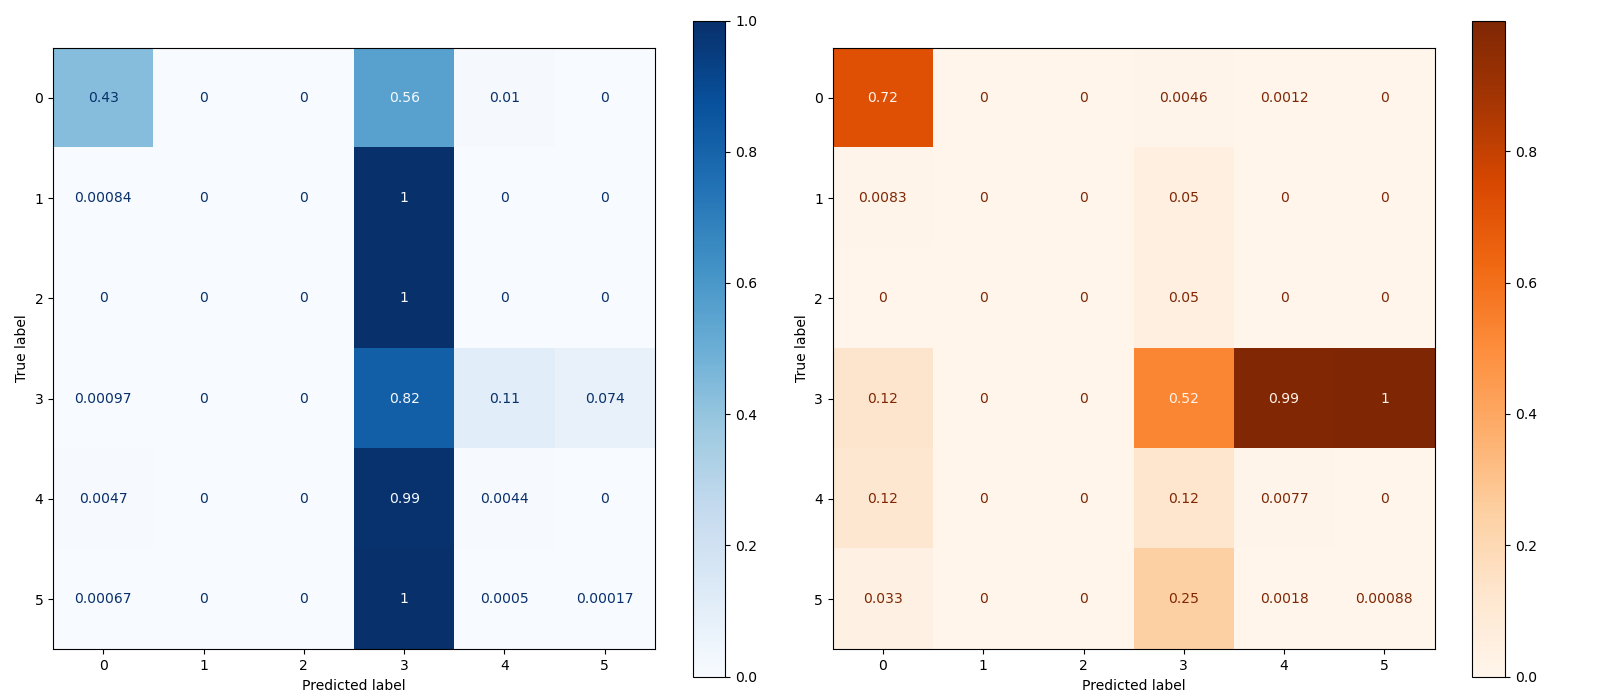 1.0
0 0.43 0 0 0.56 0.01 0
0.8
1 0.00084 0 0 1 0 0
0.6
2 0 0 0 1 0 0
True label
0.4
3 0.00097 0 0 0.82 0.11 0.074
4 0.0047 0 0 0.99 0.0044 0
0.2
5 0.00067 0 0 1 0.0005 0.00017
0 1 2 3 4 5
0.0
Predicted label
0 0.72 0 0 0.0046 0.0012 0
0.8
1 0.0083 0 0 0.05 0 0
0.6
2 0 0 0 0.05 0 0
True label
0.4
3 0.12 0 0 0.52 0.99 1
4 0.12 0 0 0.12 0.0077 0
0.2
5 0.033 0 0 0.25 0.0018 0.00088
0 1 2 3 4 5
0.0
Predicted label